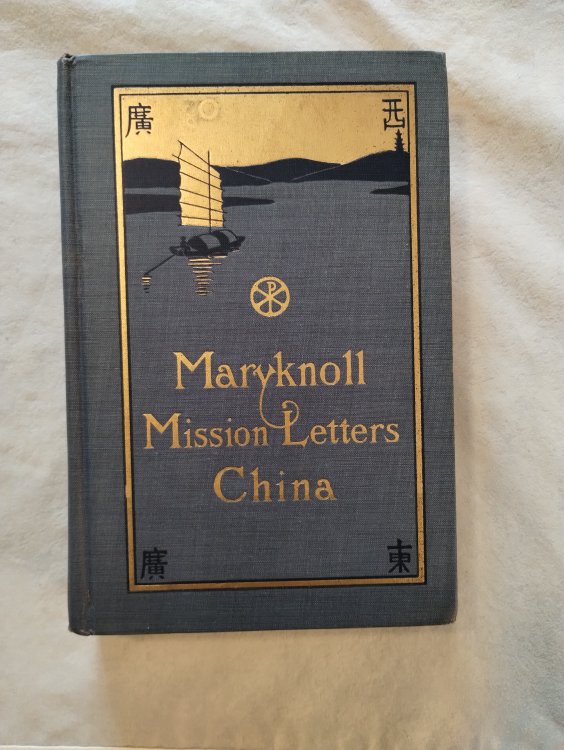 廣 西
Maryknoll
Mission Letters
China
廣 東